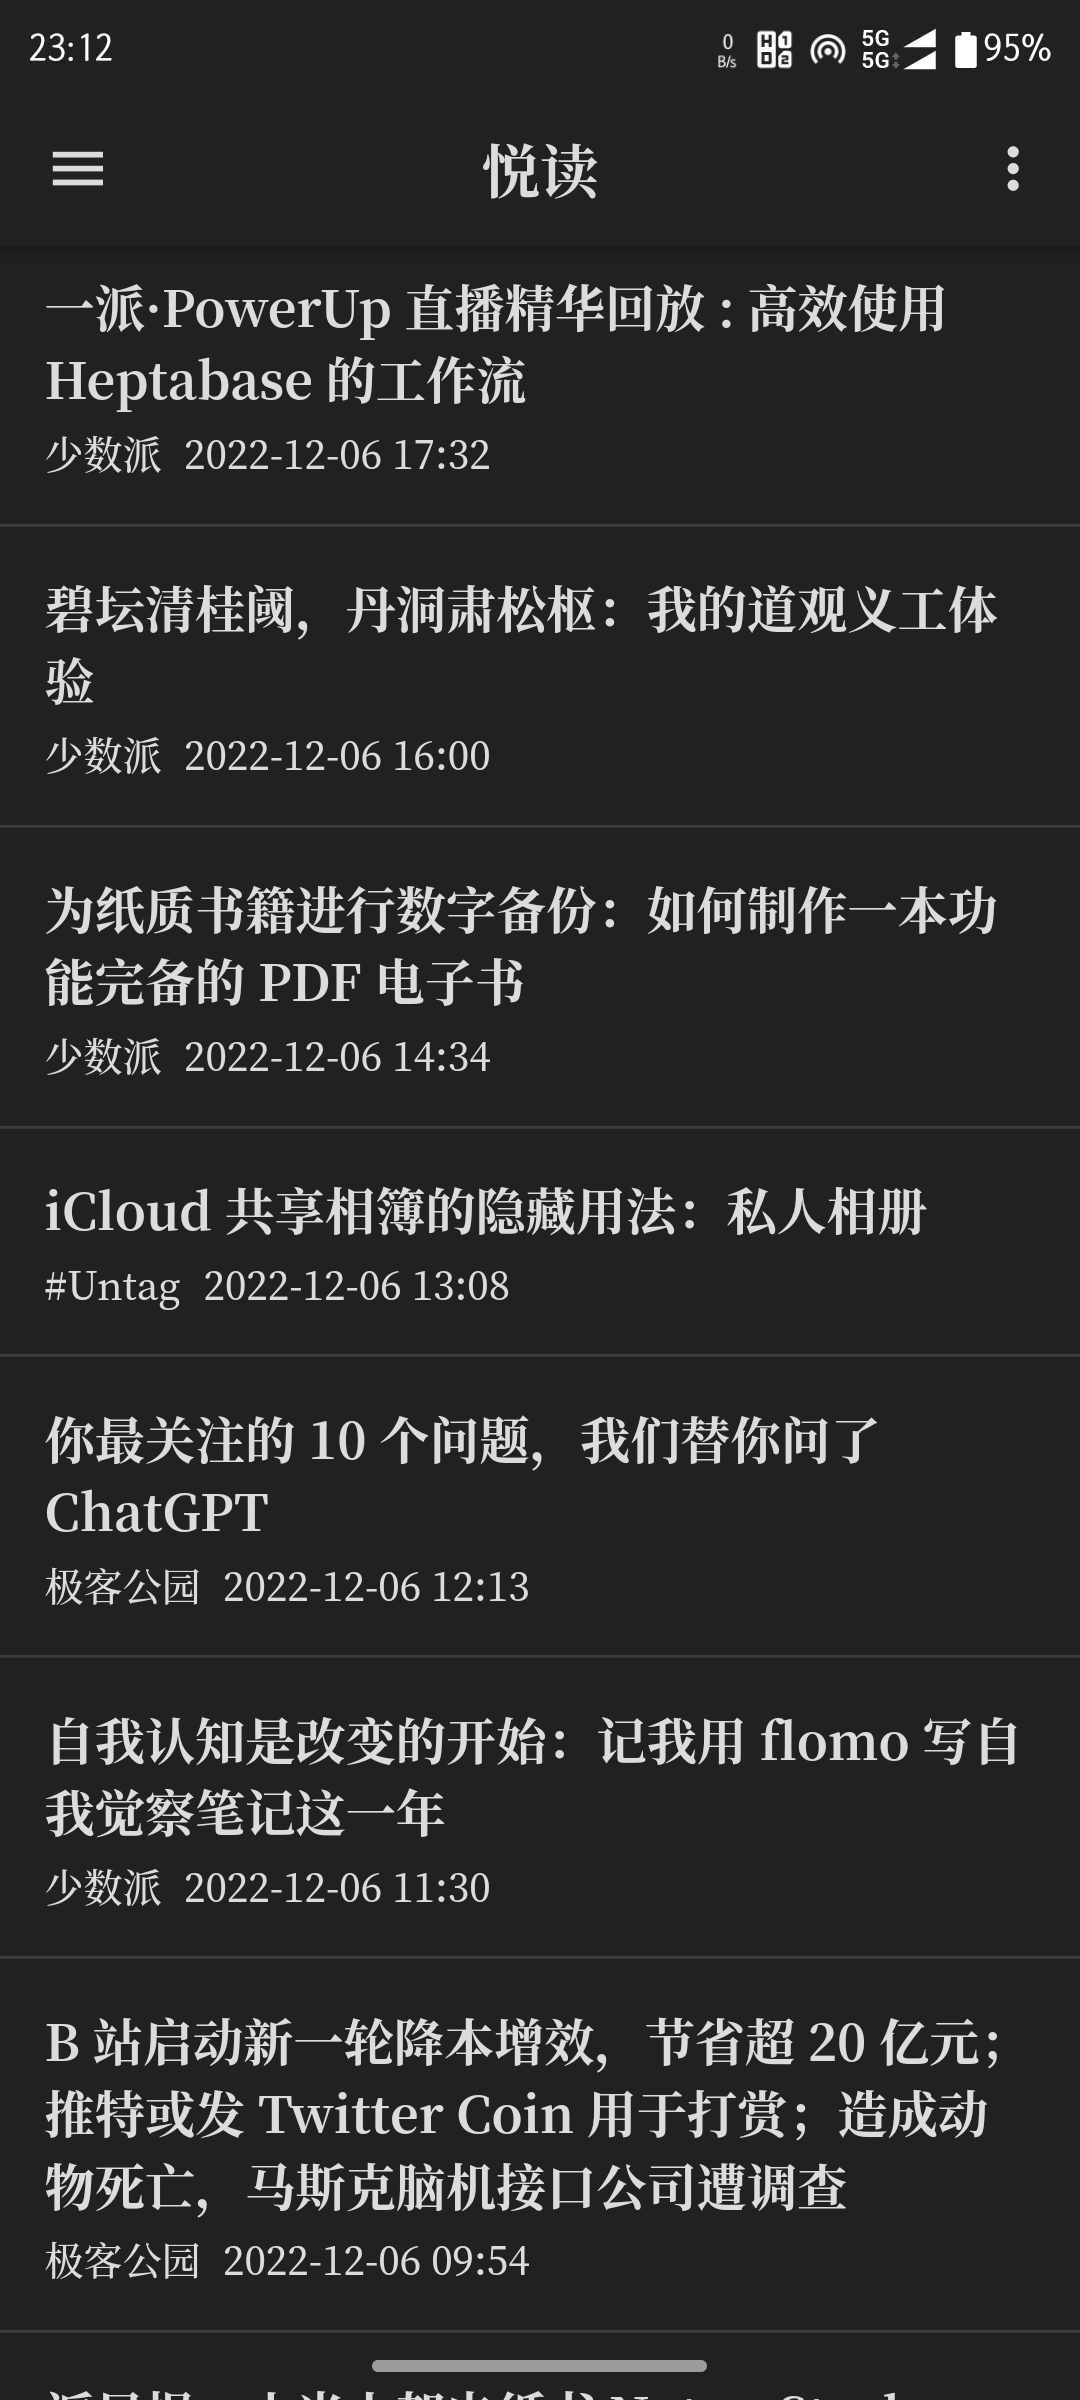 23:12
0 B/s HD 1 2 5G 5G 95%
悦读
一派·PowerUp 直播精华回放 : 高效使用
Heptabase 的工作流
少数派 2022-12-06 17:32
碧坛清桂阈，丹洞肃松枢：我的道观义工体
验
少数派 2022-12-06 16:00
为纸质书籍进行数字备份：如何制作一本功
能完备的 PDF 电子书
少数派 2022-12-06 14:34
iCloud 共享相簿的隐藏用法：私人相册
#Untag 2022-12-06 13:08
你最关注的 10 个问题，我们替你问了
ChatGPT
极客公园 2022-12-06 12:13
自我认知是改变的开始：记我用 flomo 写自
我觉察笔记这一年
少数派 2022-12-06 11:30
B 站启动新一轮降本增效，节省超 20 亿元；
推特或发 Twitter Coin 用于打赏；造成动
物死亡，马斯克脑机接口公司遭调查
极客公园 2022-12-06 09:54